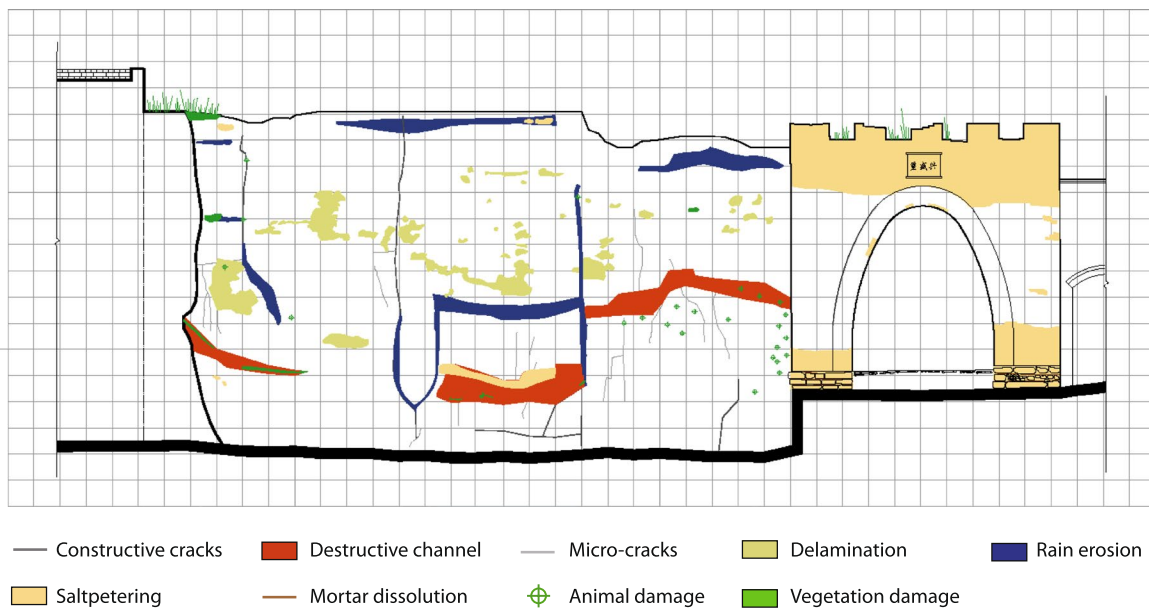 Constructive cracks Destructive channel Micro-cracks Delamination Rain erosion
Saltpetering Mortar dissolution Animal damage Vegetation damage